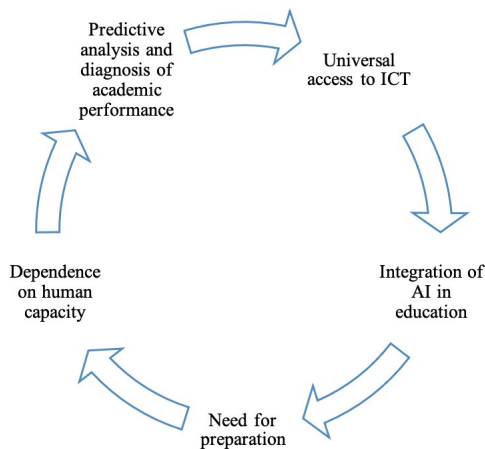 Predictive
analysis and
diagnosis of
academic
performance
Universal
access to ICT
Integration of
AI in
education
Need for
preparation
Dependence
on human
capacity